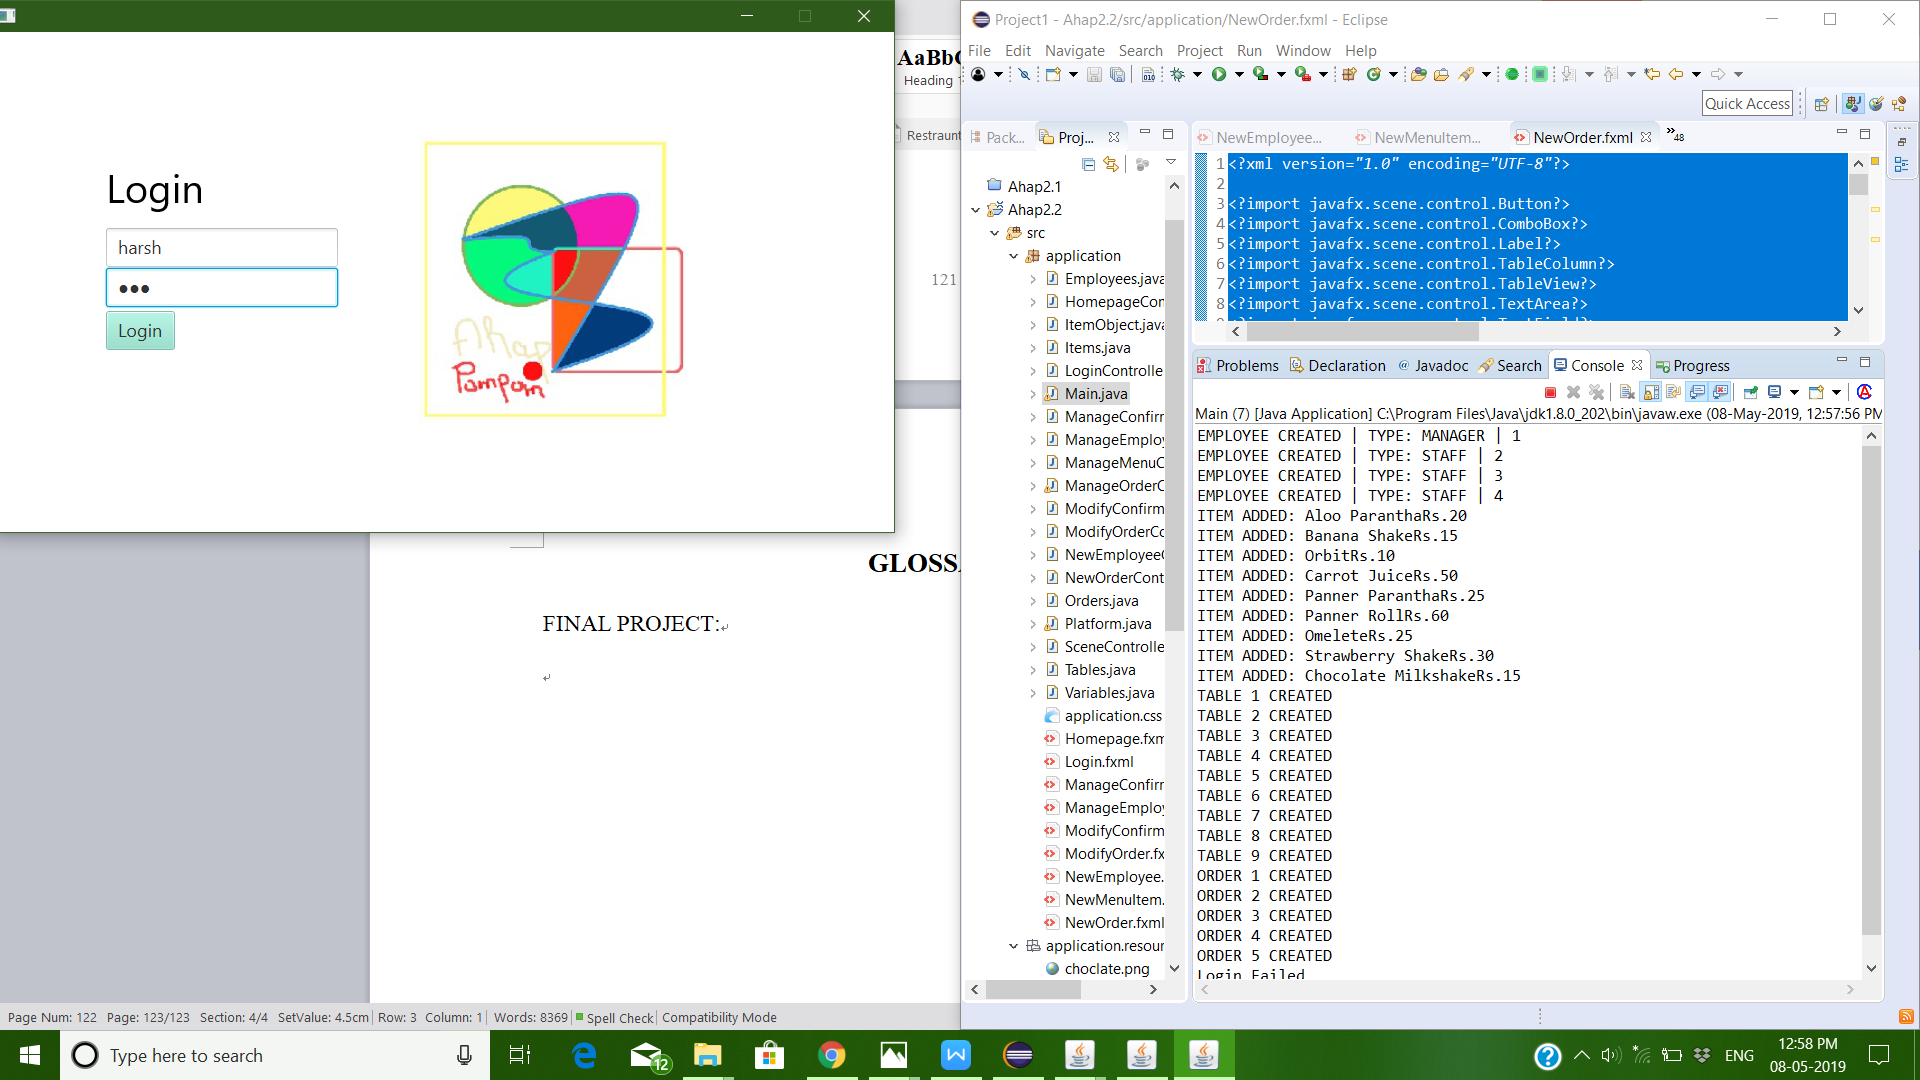 Login
harsh
•••
Login
Ahap
Pompom
AaBbC
Heading
Restraunt
121
GLOSSA
FINAL PROJECT:
Page Num: 122 Page: 123/123 Section: 4/4 SetValue: 4.5cm Row: 3 Column: 1 Words: 8369 Spell Check Compatibility Mode
Project1 - Ahap2.2/src/application/NewOrder.fxml - Eclipse
File Edit Navigate Search Project Run Window Help
Quick Access
Pack... Proj...
Ahap2.1
Ahap2.2
src
application
Employees.java
HomepageCon
ItemObject.java
Items.java
LoginControlle
Main.java
ManageConfirr
ManageEmploy
ManageMenuC
ManageOrderC
ModifyConfirm
ModifyOrderCo
NewEmployeeC
NewOrderCont
Orders.java
Platform.java
SceneControlle
Tables.java
Variables.java
application.css
Homepage.fxm
Login.fxml
ManageConfirr
ManageEmploy
ModifyConfirm
ModifyOrder.fx
NewEmployee.
NewMenuItem.
NewOrder.fxml
application.resour
choclate.png
NewEmployee... NewMenuItem... NewOrder.fxml »48
1 <?xml version="1.0" encoding="UTF-8"?>
2
3 <?import javafx.scene.control.Button?>
4 <?import javafx.scene.control.ComboBox?>
5 <?import javafx.scene.control.Label?>
6 <?import javafx.scene.control.TableColumn?>
7 <?import javafx.scene.control.TableView?>
8 <?import javafx.scene.control.TextArea?>
Problems Declaration Javadoc Search Console Progress
Main (7) [Java Application] C:\Program Files\Java\jdk1.8.0_202\bin\javaw.exe (08-May-2019, 12:57:56 PM
EMPLOYEE CREATED | TYPE: MANAGER | 1
EMPLOYEE CREATED | TYPE: STAFF | 2
EMPLOYEE CREATED | TYPE: STAFF | 3
EMPLOYEE CREATED | TYPE: STAFF | 4
ITEM ADDED: Aloo ParanthaRs.20
ITEM ADDED: Banana ShakeRs.15
ITEM ADDED: OrbitRs.10
ITEM ADDED: Carrot JuiceRs.50
ITEM ADDED: Panner ParanthaRs.25
ITEM ADDED: Panner RollRs.60
ITEM ADDED: OmeleteRs.25
ITEM ADDED: Strawberry ShakeRs.30
ITEM ADDED: Chocolate MilkshakeRs.15
TABLE 1 CREATED
TABLE 2 CREATED
TABLE 3 CREATED
TABLE 4 CREATED
TABLE 5 CREATED
TABLE 6 CREATED
TABLE 7 CREATED
TABLE 8 CREATED
TABLE 9 CREATED
ORDER 1 CREATED
ORDER 2 CREATED
ORDER 3 CREATED
ORDER 4 CREATED
ORDER 5 CREATED
Login Failed
Type here to search
12
ENG
12:58 PM
08-05-2019